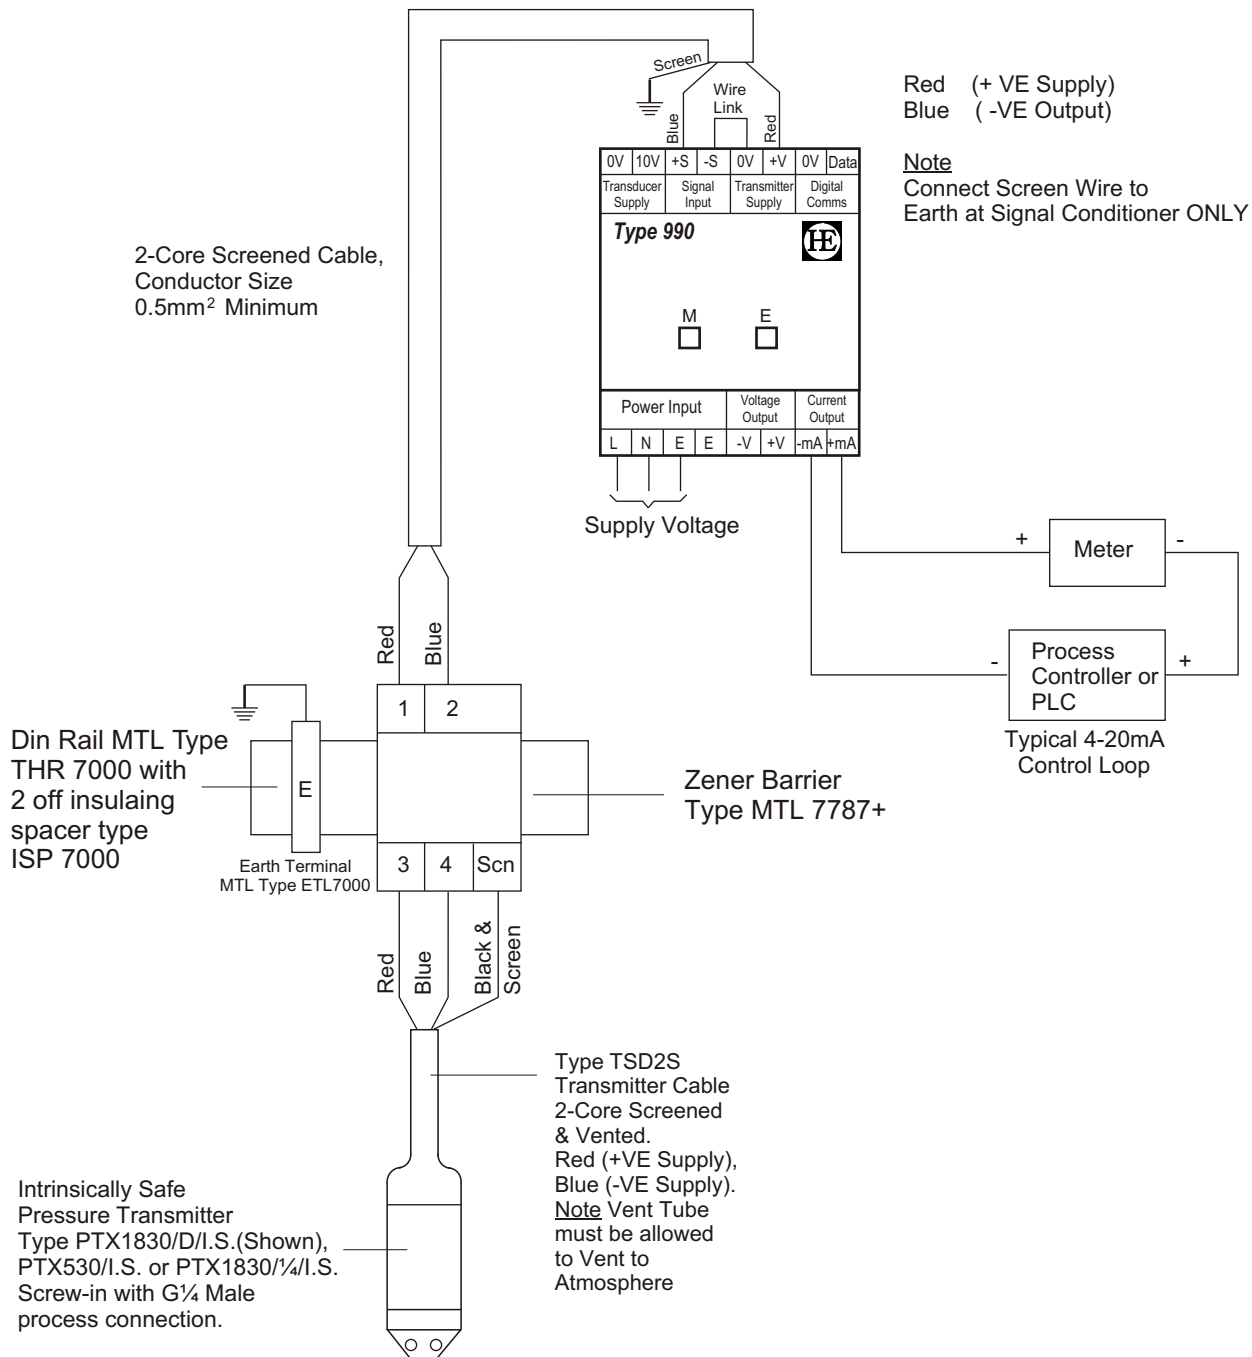 Screen
Wire
Link
Blue
Red
Red (+ VE Supply)
Blue ( -VE Output)
Note
Connect Screen Wire to
Earth at Signal Conditioner ONLY
0V 10V +S -S 0V +V 0V Data
Transducer Supply
Signal Input
Transmitter Supply
Digital Comms
Type 990
HE
M E
Power Input
Voltage Output
Current Output
L N E E -V +V -mA +mA
Supply Voltage
2-Core Screened Cable,
Conductor Size
0.5mm² Minimum
+ Meter -
- Process +
Controller or
PLC
Typical 4-20mA
Control Loop
Red
Blue
1 2
Din Rail MTL Type
THR 7000 with
2 off insulaing
spacer type
ISP 7000
E
Earth Terminal
MTL Type ETL7000
Zener Barrier
Type MTL 7787+
3 4 Scn
Red
Blue
Black &
Screen
Type TSD2S
Transmitter Cable
2-Core Screened
& Vented.
Red (+VE Supply),
Blue (-VE Supply).
Note Vent Tube
must be allowed
to Vent to
Atmosphere
Intrinsically Safe
Pressure Transmitter
Type PTX1830/D/I.S.(Shown),
PTX530/I.S. or PTX1830/¼/I.S.
Screw-in with G¼ Male
process connection.